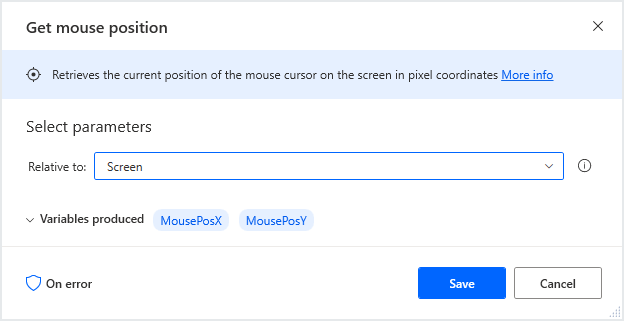 Get mouse position
Retrieves the current position of the mouse cursor on the screen in pixel coordinates More info
Select parameters
Relative to: Screen
Variables produced MousePosX MousePosY
On error Save Cancel